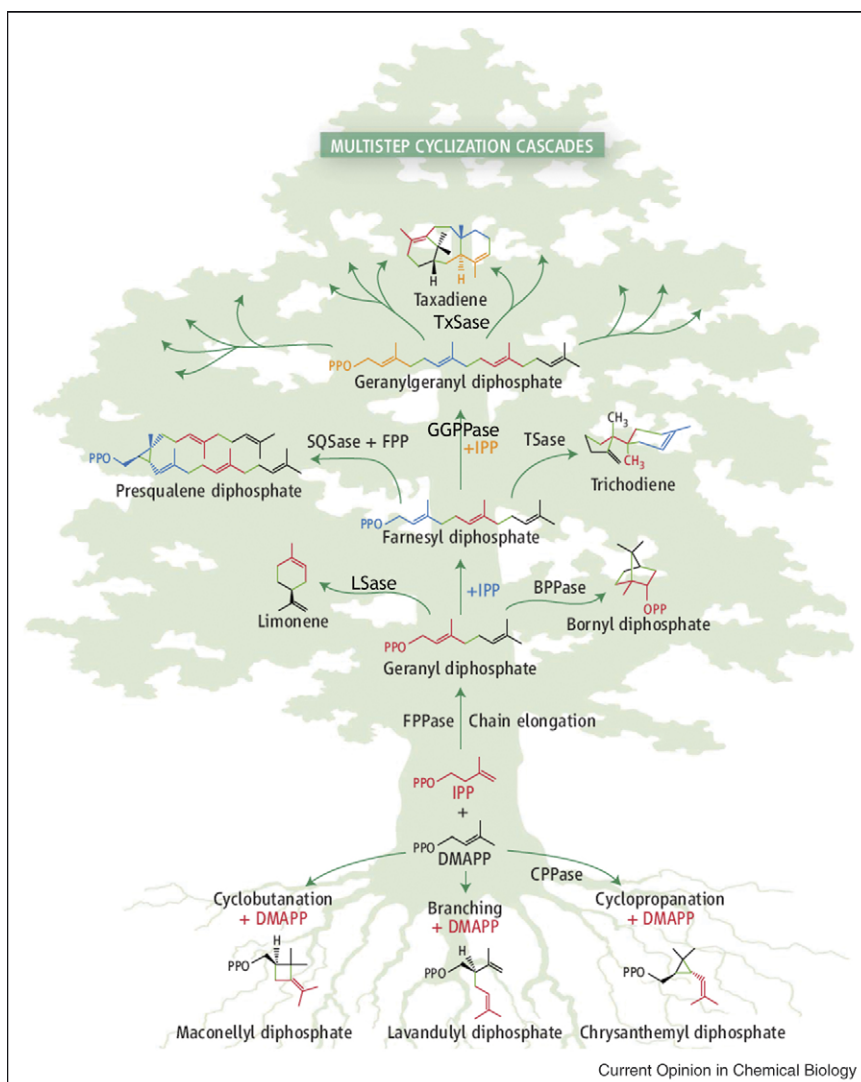 MULTISTEP CYCLIZATION CASCADES
H H
Taxadiene
TxSase
PPO
Geranylgeranyl diphosphate
GGPPase
+IPP
SQSase + FPP
TSase
PPO
Presqualene diphosphate
CH3
CH3
Trichodiene
PPO
Farnesyl diphosphate
LSase
+IPP
BPPase
Limonene
OPP
Bornyl diphosphate
PPO
Geranyl diphosphate
FPPase
Chain elongation
PPO
IPP
+
PPO
DMAPP
CPPase
Cyclobutanation
+ DMAPP
Branching
+ DMAPP
Cyclopropanation
+ DMAPP
H
PPO
Maconellyl diphosphate
H
PPO
Lavandulyl diphosphate
PPO
Chrysanthemyl diphosphate
Current Opinion in Chemical Biology